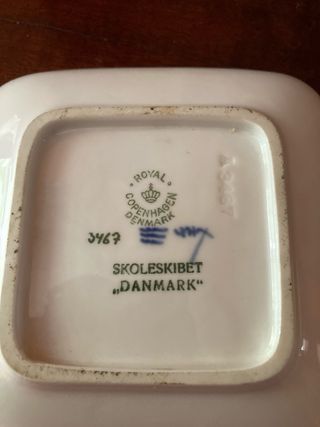 ROYAL
COPENHAGEN
DENMARK
3467
SKOLESKIBET
„DANMARK“